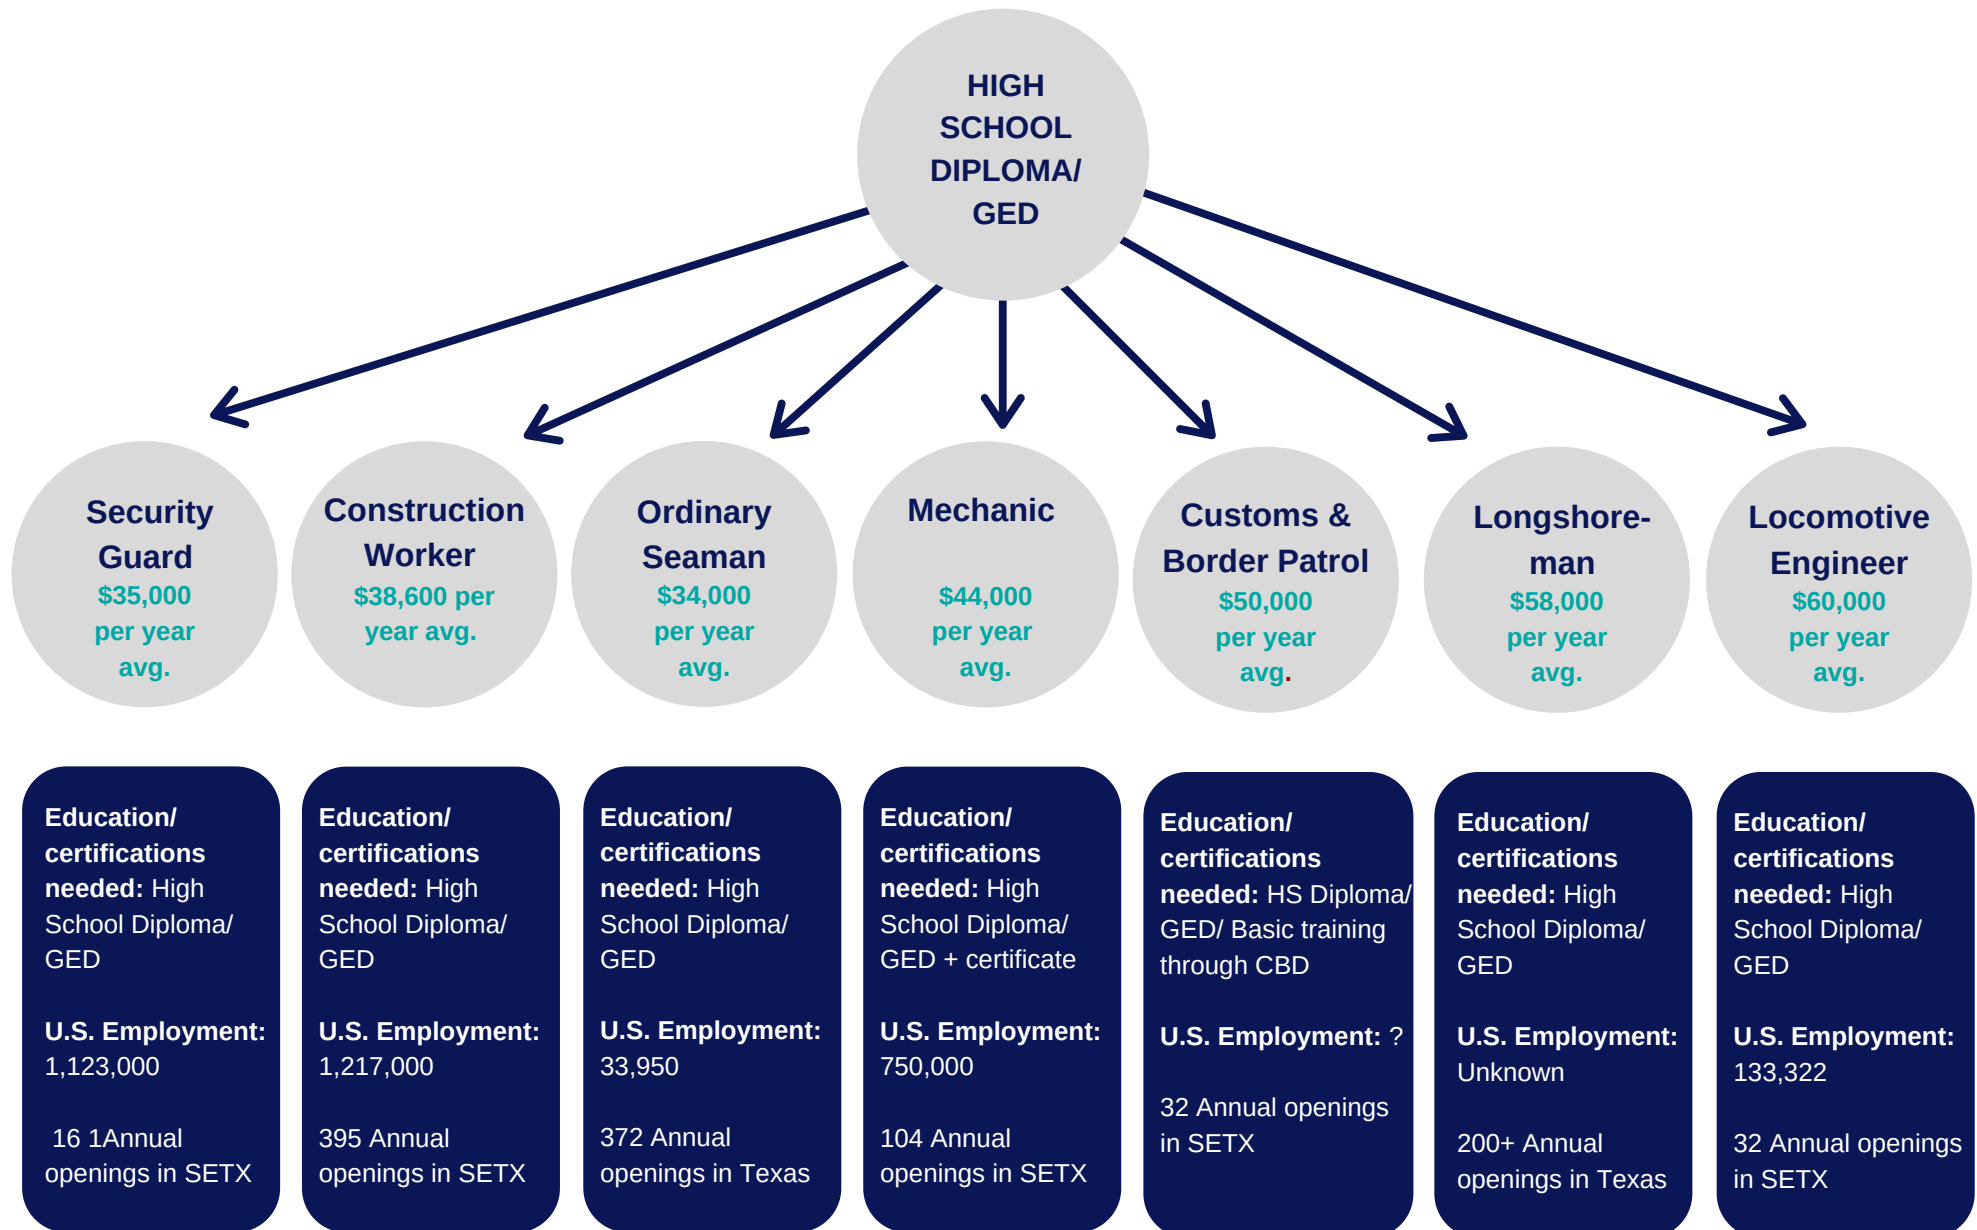 HIGH
SCHOOL
DIPLOMA/
GED
Security
Guard
$35,000
per year
avg.
Construction
Worker
$38,600 per
year avg.
Ordinary
Seaman
$34,000
per year
avg.
Mechanic
$44,000
per year
avg.
Customs &
Border Patrol
$50,000
per year
avg.
Longshore-
man
$58,000
per year
avg.
Locomotive
Engineer
$60,000
per year
avg.
Education/
certifications
needed: High
School Diploma/
GED
U.S. Employment:
1,123,000
16 1Annual
openings in SETX
Education/
certifications
needed: High
School Diploma/
GED
U.S. Employment:
1,217,000
395 Annual
openings in SETX
Education/
certifications
needed: High
School Diploma/
GED
U.S. Employment:
33,950
372 Annual
openings in Texas
Education/
certifications
needed: High
School Diploma/
GED + certificate
U.S. Employment:
750,000
104 Annual
openings in SETX
Education/
certifications
needed: HS Diploma/
GED/ Basic training
through CBD
U.S. Employment: ?
32 Annual openings
in SETX
Education/
certifications
needed: High
School Diploma/
GED
U.S. Employment:
Unknown
200+ Annual
openings in Texas
Education/
certifications
needed: High
School Diploma/
GED
U.S. Employment:
133,322
32 Annual openings
in SETX